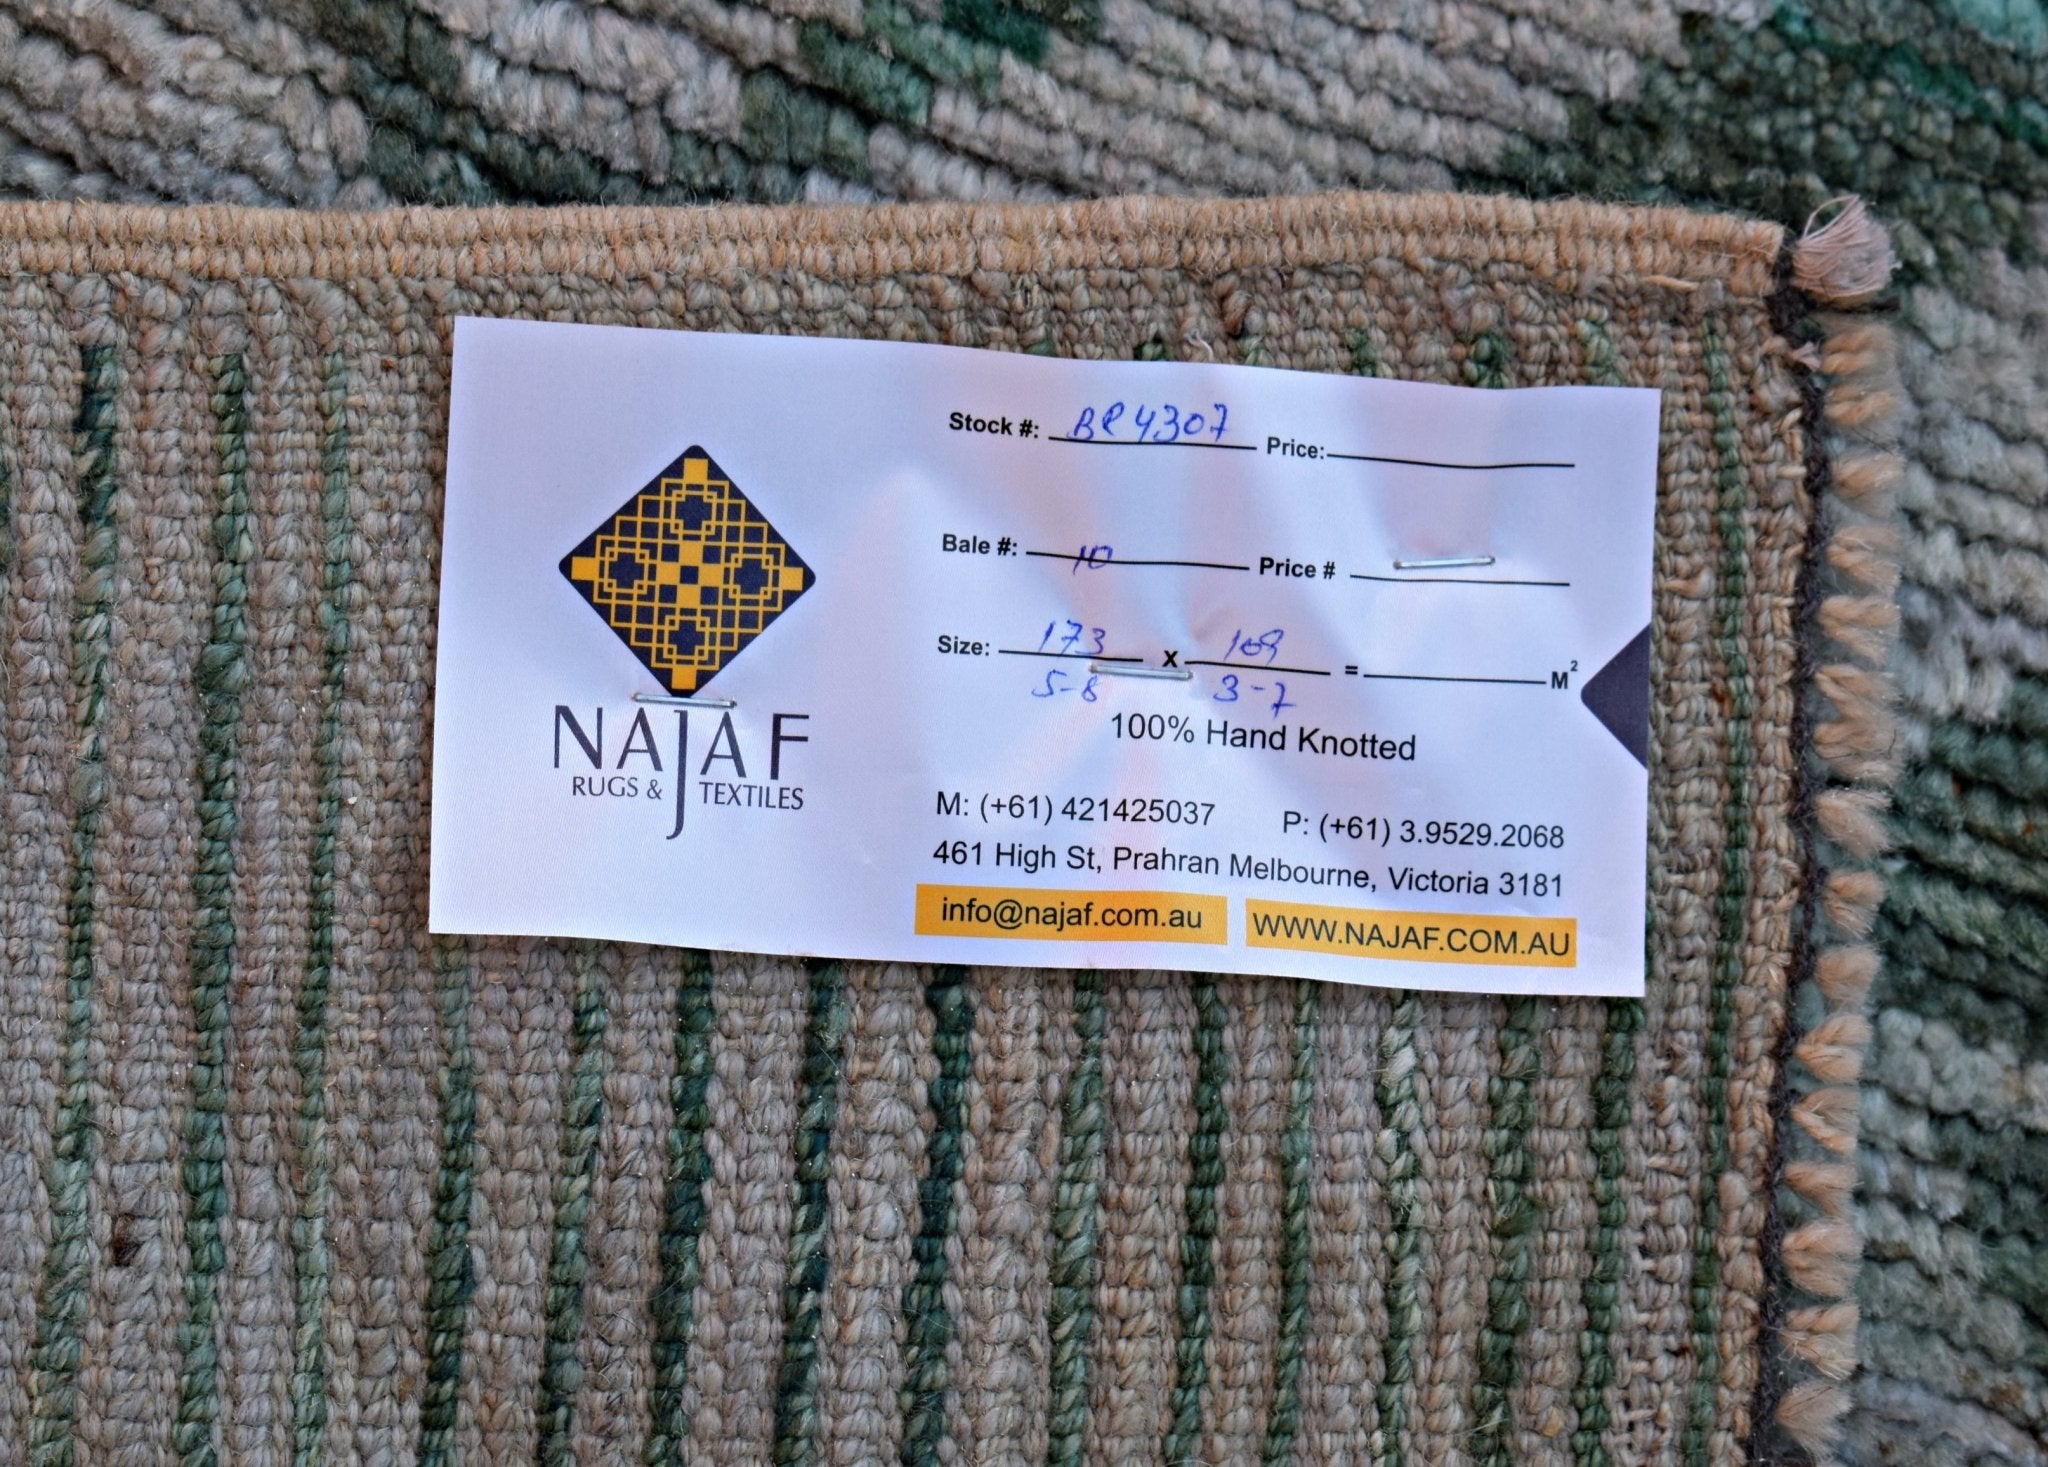 NAJAF
RUGS & TEXTILES
Stock #: BP4307 Price:
Bale #: 10 Price #
Size: 173 x 109 = M²
5-8 3-7
100% Hand Knotted
M: (+61) 421425037 P: (+61) 3.9529.2068
461 High St, Prahran Melbourne, Victoria 3181
info@najaf.com.au WWW.NAJAF.COM.AU